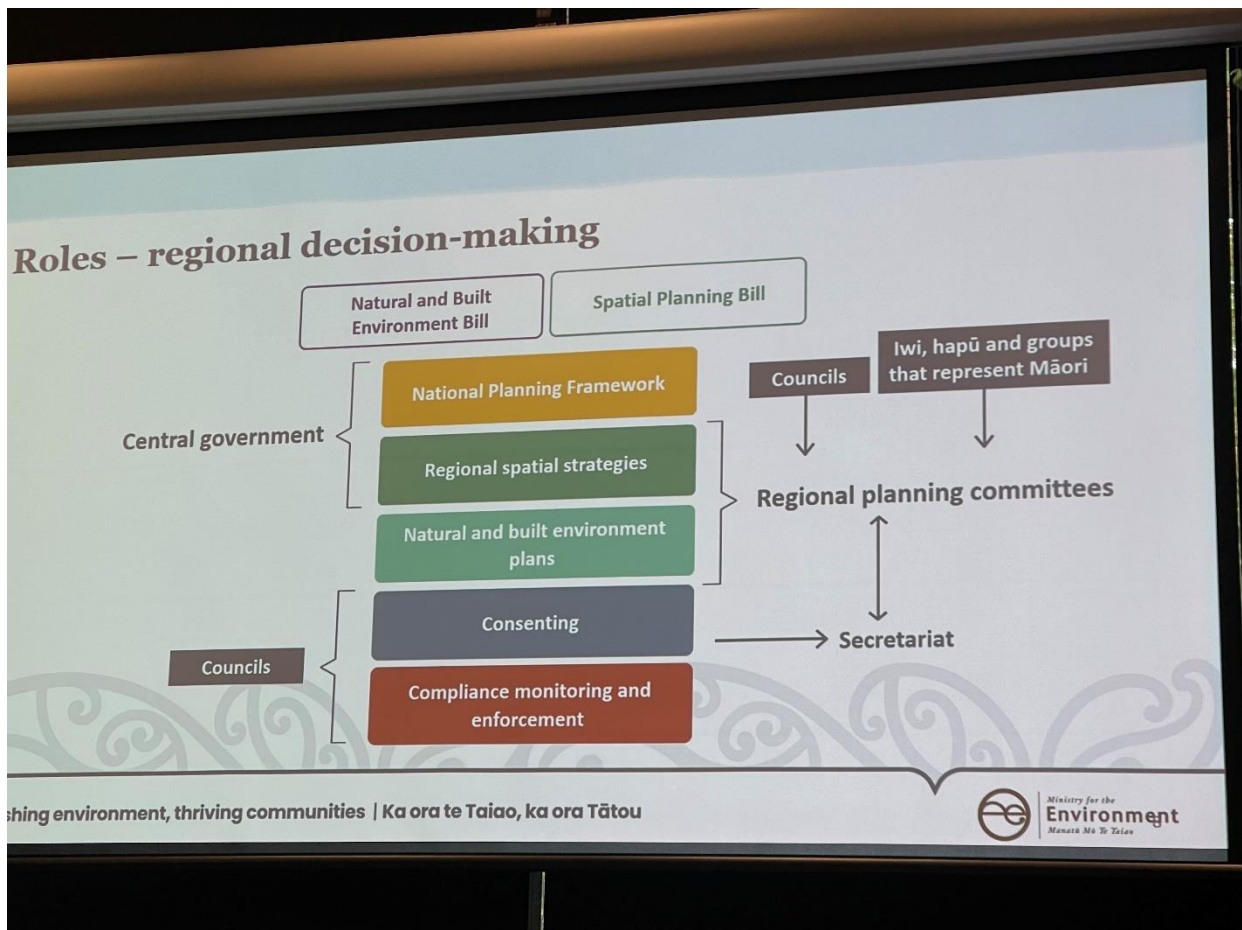 Roles – regional decision-making
Natural and Built
Environment Bill
Spatial Planning Bill
National Planning Framework
Councils
Iwi, hapū and groups
that represent Māori
Central government
Regional spatial strategies
Regional planning committees
Natural and built environment
plans
Consenting
Secretariat
Councils
Compliance monitoring and
enforcement
shing environment, thriving communities | Ka ora te Taiao, ka ora Tātou
Ministry for the
Environment
Manatū Mō Te Taiao